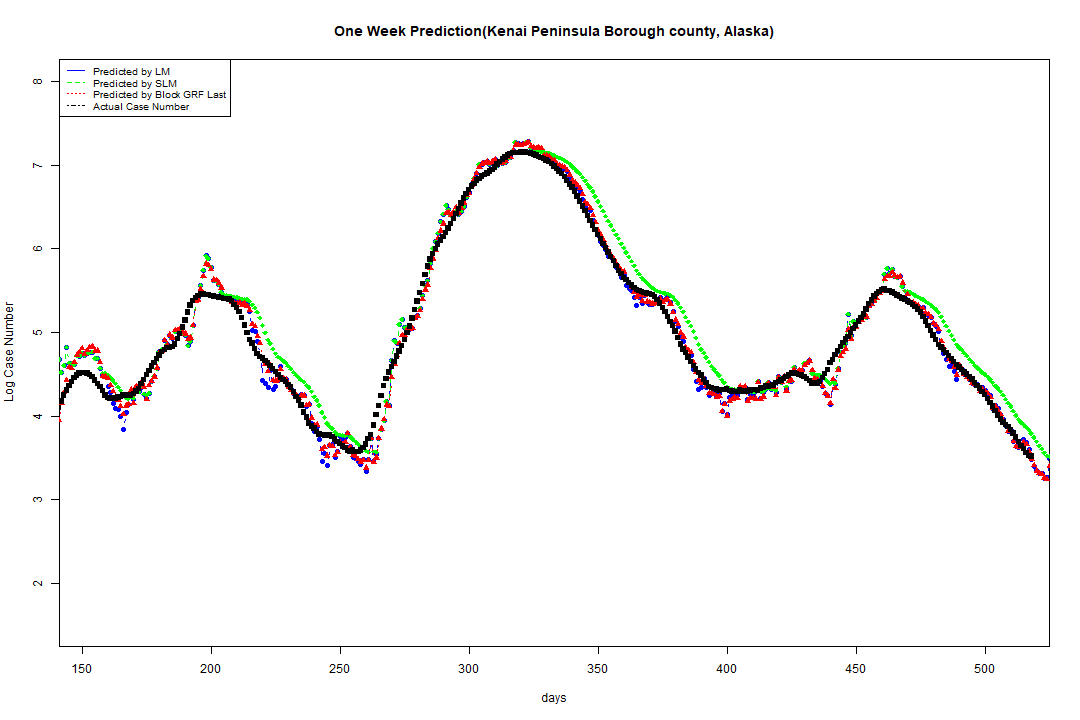 One Week Prediction(Kenai Peninsula Borough county, Alaska)
Predicted by LM
Predicted by SLM
Predicted by Block GRF Last
Actual Case Number
Log Case Number
8
7
6
5
4
3
2
150 200 250 300 350 400 450 500
days